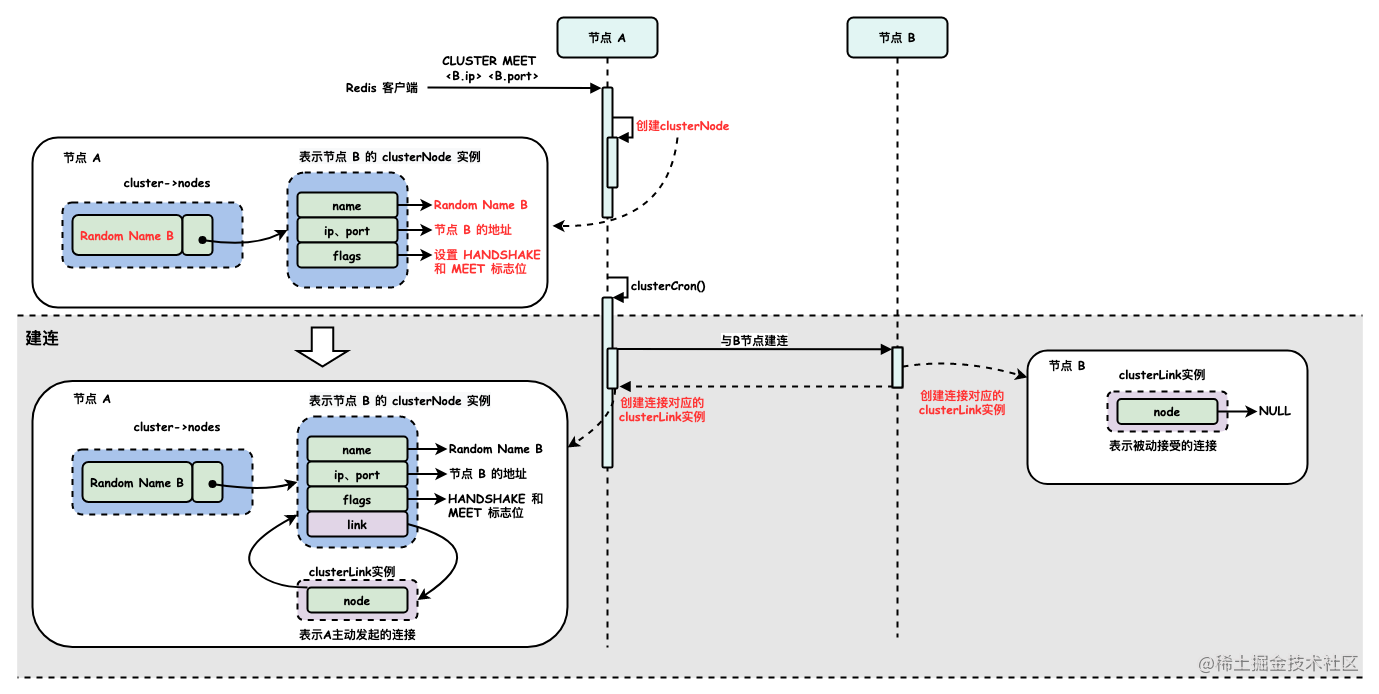 节点 A
节点 B
CLUSTER MEET
<B.ip> <B.port>
Redis 客户端
创建clusterNode
节点 A
表示节点 B 的 clusterNode 实例
cluster->nodes
Random Name B
name
Random Name B
ip、port
节点 B 的地址
flags
设置 HANDSHAKE
和 MEET 标志位
clusterCron()
建连
与B节点建连
节点 A
表示节点 B 的 clusterNode 实例
cluster->nodes
Random Name B
name
Random Name B
ip、port
节点 B 的地址
flags
HANDSHAKE 和
MEET 标志位
link
clusterLink实例
node
表示A主动发起的连接
创建连接对应的
clusterLink实例
创建连接对应的
clusterLink实例
节点 B
clusterLink实例
node
NULL
表示被动接受的连接
@稀土掘金技术社区